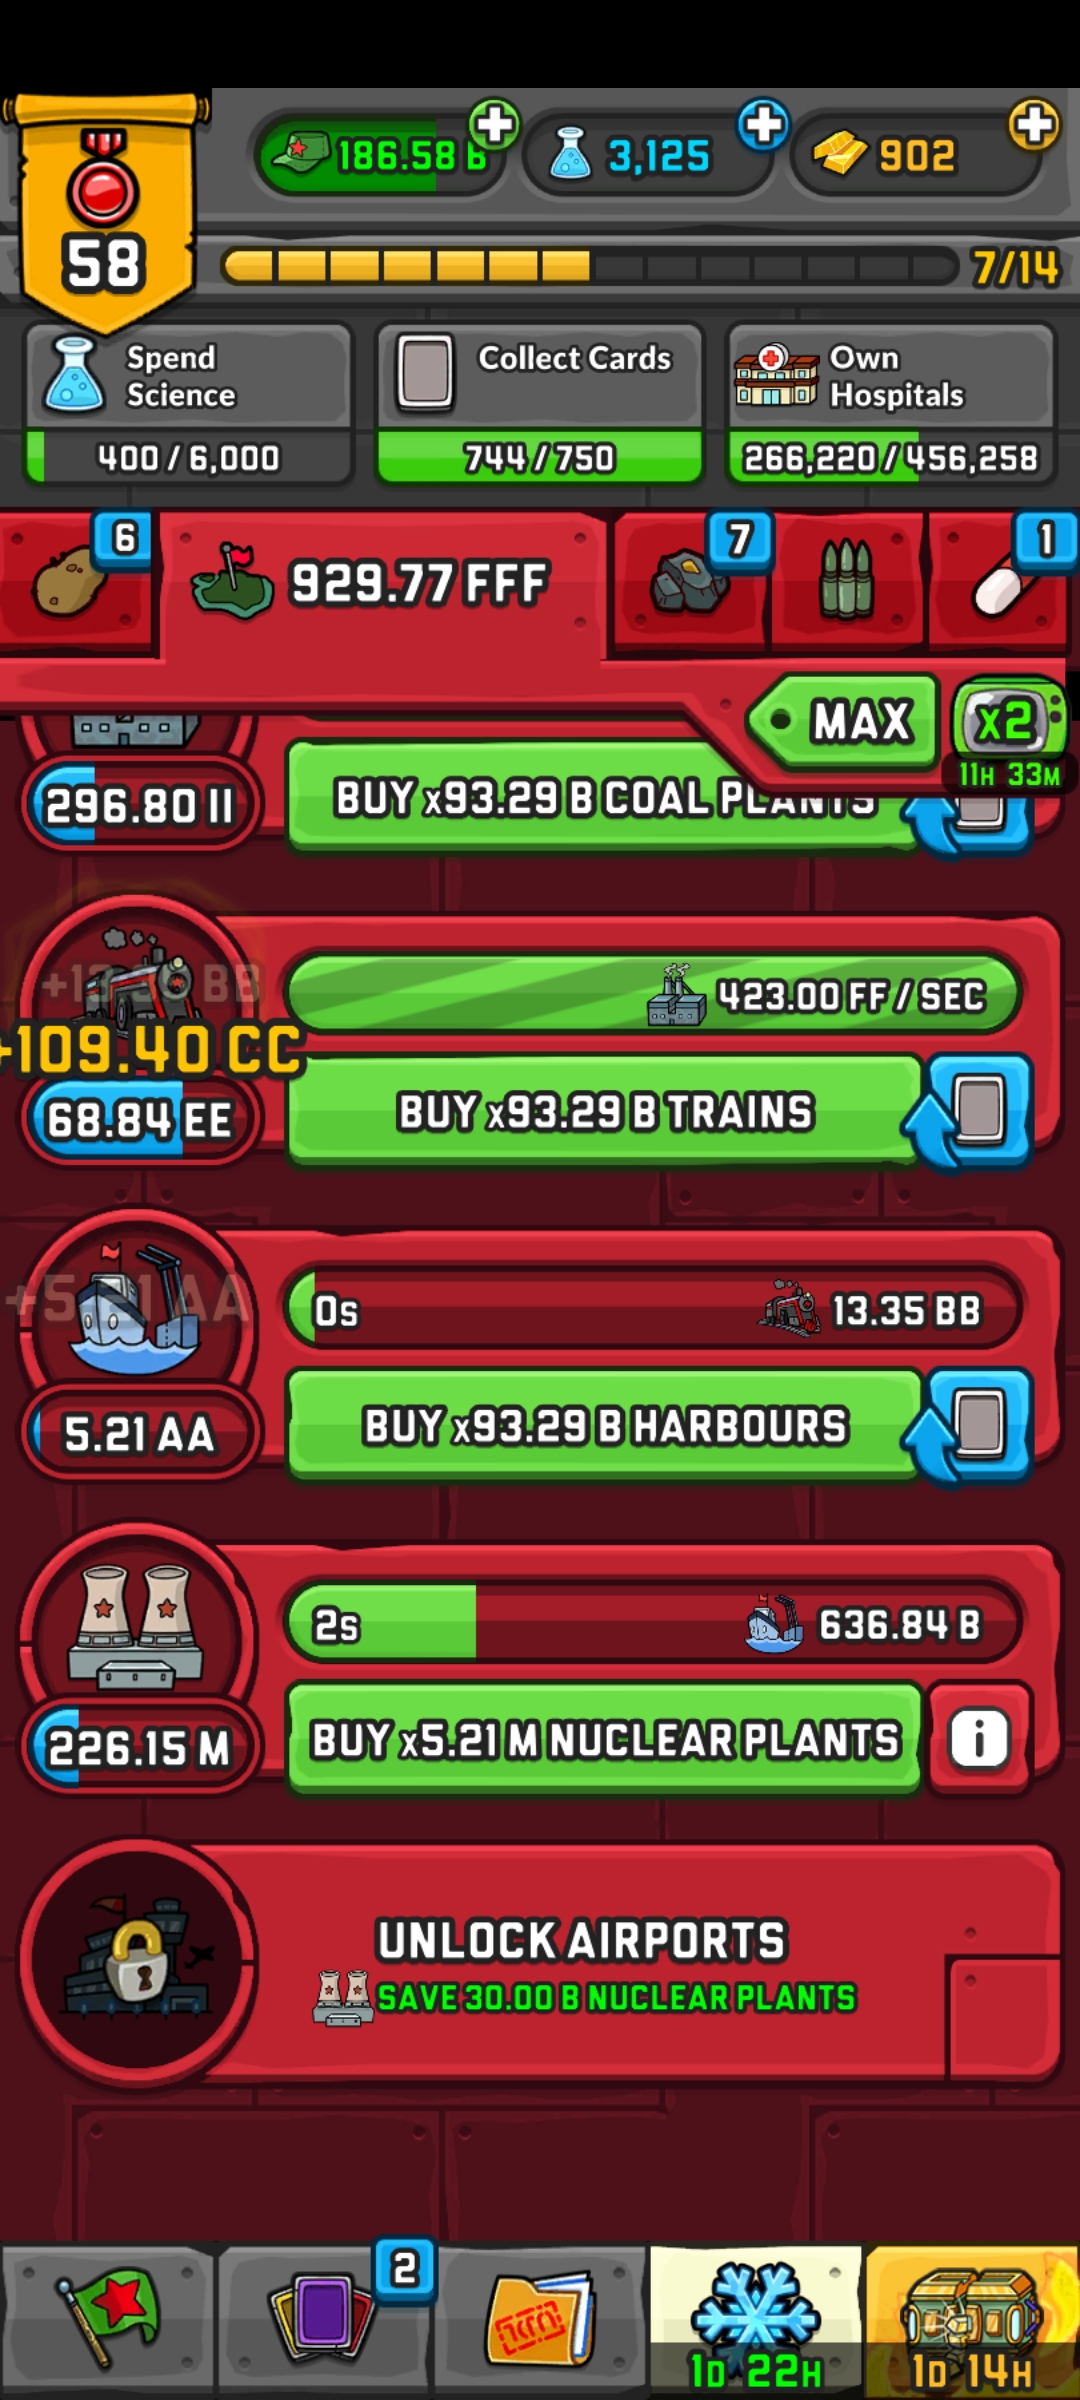 186.58 B
3,125
902
58
7/14
Spend
Science
Collect Cards
Own
Hospitals
400 / 6,000
744 / 750
266,220 / 456,258
6
929.77 FFF
7
1
MAX
x2
11H 33M
296.80 II
BUY x93.29 B COAL PLANTS
423.00 FF / SEC
+109.40 CC
68.84 EE
BUY x93.29 B TRAINS
+5.21 AA
0s
13.35 BB
5.21 AA
BUY x93.29 B HARBOURS
2s
636.84 B
226.15 M
BUY x5.21 M NUCLEAR PLANTS
i
UNLOCK AIRPORTS
SAVE 30.00 B NUCLEAR PLANTS
2
1D 22H
1D 14H